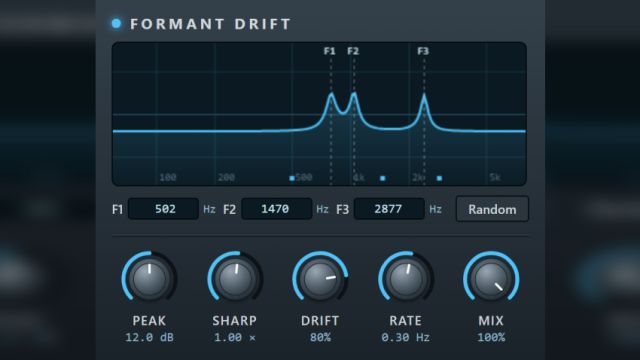 FORMANT DRIFT
F1 F2 F3
100 200 500 1k 2k 5k
F1 502 Hz F2 1470 Hz F3 2877 Hz Random
PEAK SHARP DRIFT RATE MIX
12.0 dB 1.00 × 80% 0.30 Hz 100%